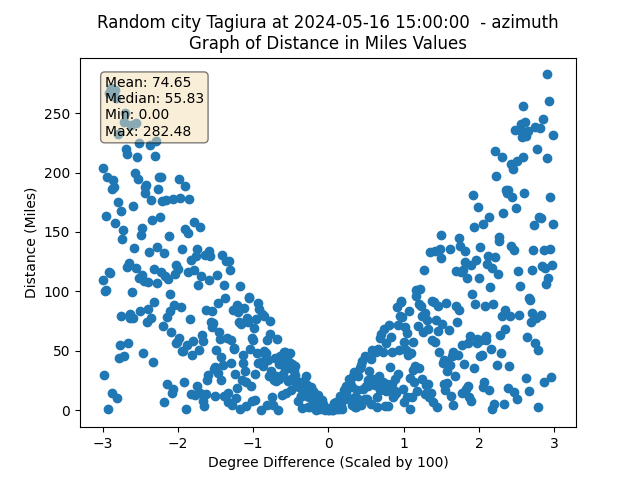 Random city Tagiura at 2024-05-16 15:00:00 - azimuth
Graph of Distance in Miles Values
Mean: 74.65
Median: 55.83
Min: 0.00
Max: 282.48
Distance (Miles)
250
200
150
100
50
0
−3
−2
−1
0
1
2
3
Degree Difference (Scaled by 100)